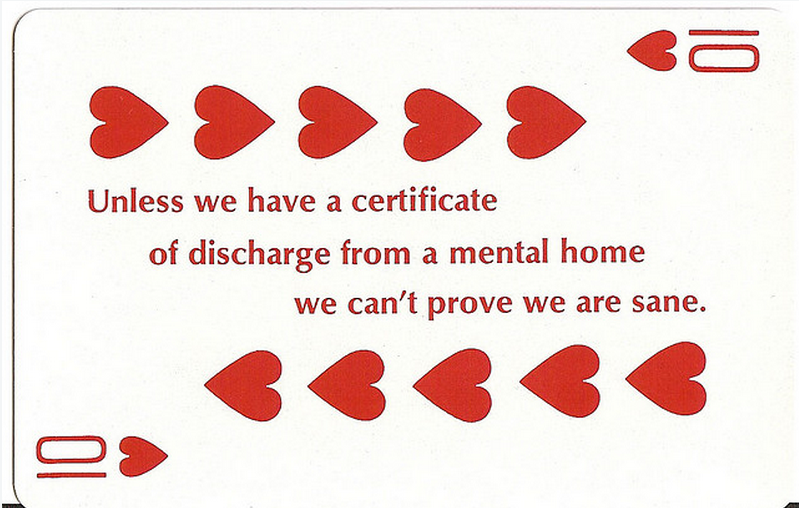 10
Unless we have a certificate
of discharge from a mental home
we can't prove we are sane.
10